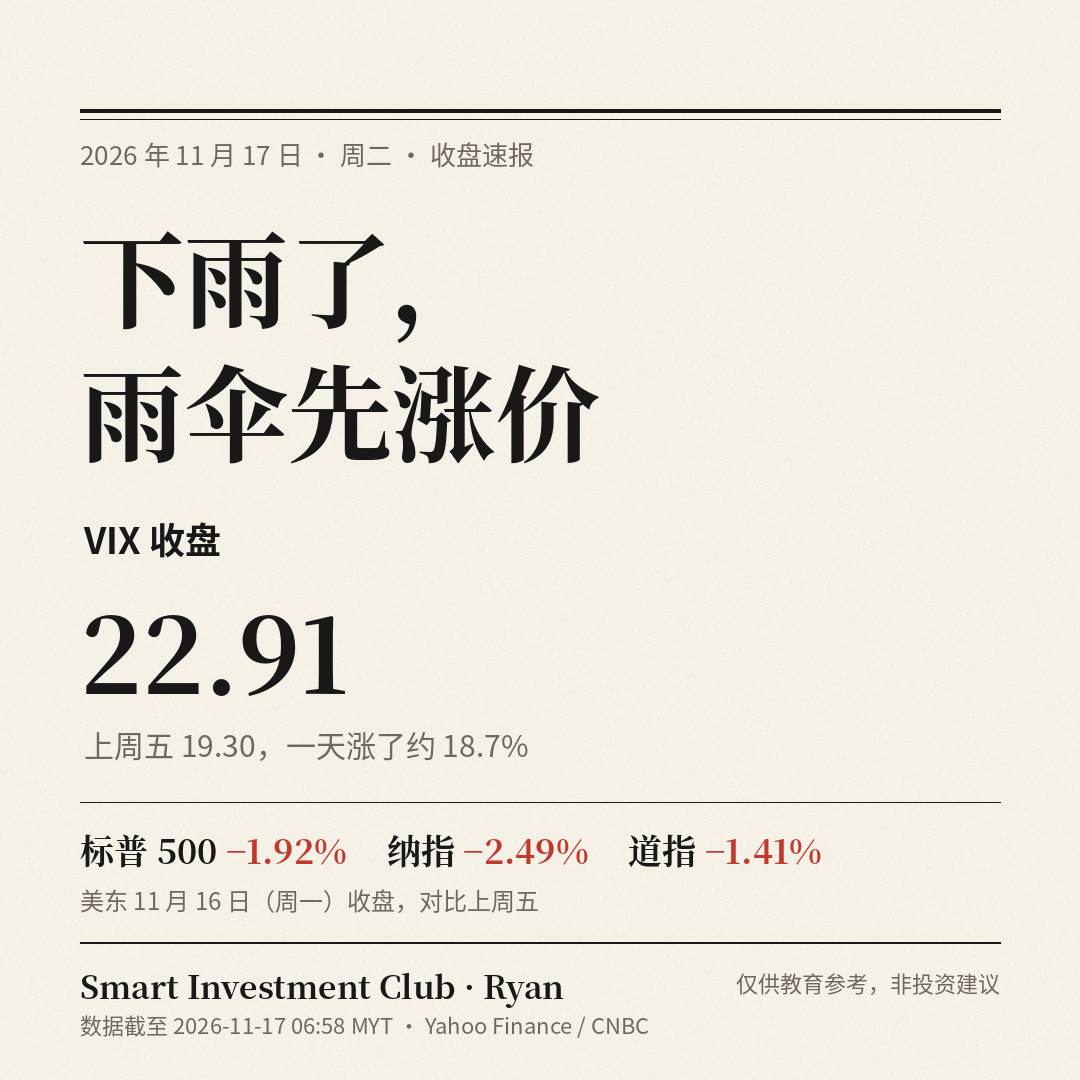 2026 年 11 月 17 日 · 周二 · 收盘速报
下雨了，
雨伞先涨价
VIX 收盘
22.91
上周五 19.30，一天涨了约 18.7%
标普 500 −1.92% 纳指 −2.49% 道指 −1.41%
美东 11 月 16 日（周一）收盘，对比上周五
Smart Investment Club · Ryan
仅供教育参考，非投资建议
数据截至 2026-11-17 06:58 MYT · Yahoo Finance / CNBC